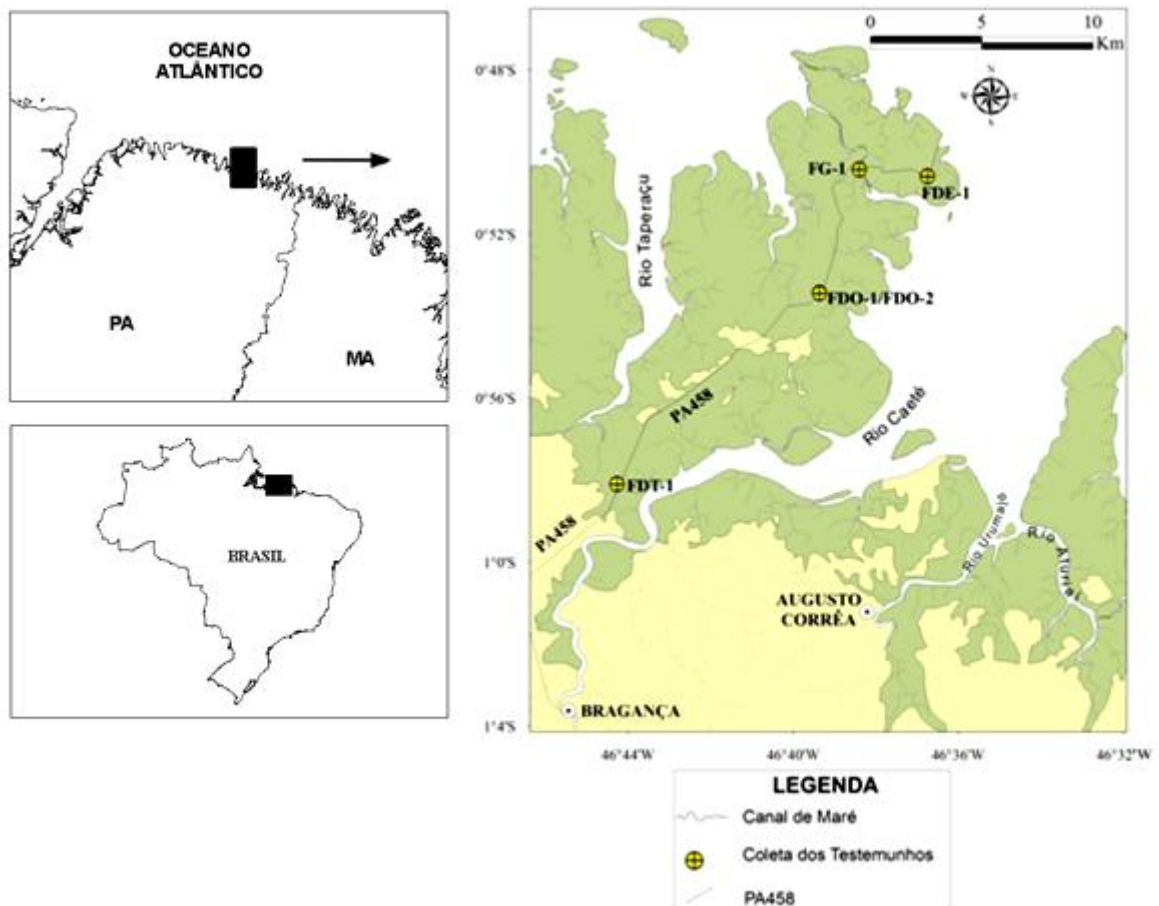 OCEANO
ATLÂNTICO
PA
MA
BRASIL
0
5
10
Km
N
W
E
S
0°48'S
0°52'S
0°56'S
1°0'S
1°4'S
FG-1
FDE-1
Rio Taperaçu
FDO-1/FDO-2
PA458
Rio Caeté
FDT-1
PA458
Rio Urumajó
AUGUSTO
CORRÊA
BRAGANÇA
46°44'W
46°40'W
46°36'W
46°32'W
LEGENDA
Canal de Maré
Coleta dos Testemunhos
PA458